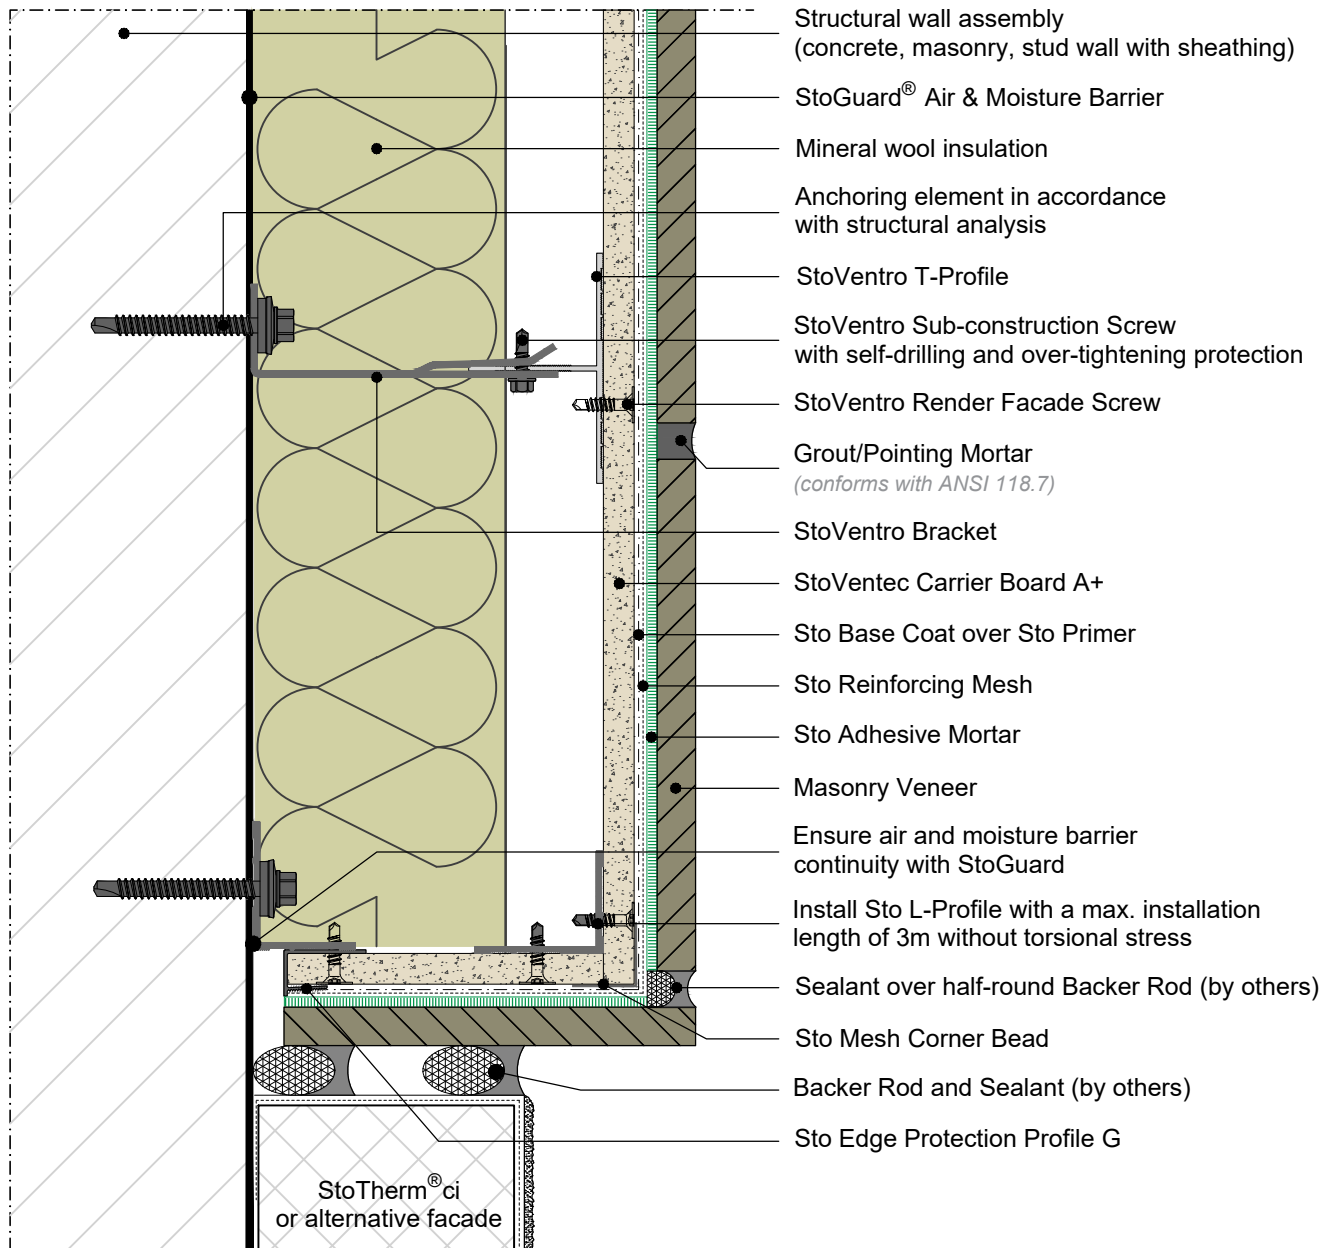 Structural wall assembly
(concrete, masonry, stud wall with sheathing)
StoGuard® Air & Moisture Barrier
Mineral wool insulation
Anchoring element in accordance
with structural analysis
StoVentro T-Profile
StoVentro Sub-construction Screw
with self-drilling and over-tightening protection
StoVentro Render Facade Screw
Grout/Pointing Mortar
(conforms with ANSI 118.7)
StoVentro Bracket
StoVentec Carrier Board A+
Sto Base Coat over Sto Primer
Sto Reinforcing Mesh
Sto Adhesive Mortar
Masonry Veneer
Ensure air and moisture barrier
continuity with StoGuard
Install Sto L-Profile with a max. installation
length of 3m without torsional stress
Sealant over half-round Backer Rod (by others)
Sto Mesh Corner Bead
Backer Rod and Sealant (by others)
Sto Edge Protection Profile G
StoTherm®ci
or alternative facade